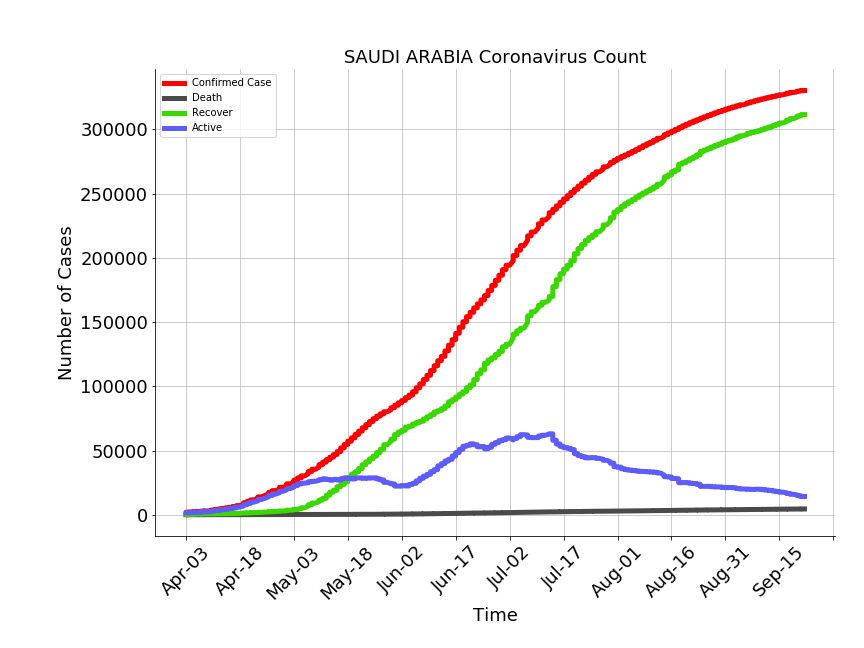 SAUDI ARABIA Coronavirus Count
Confirmed Case
Death
Recover
Active
Number of Cases
300000
250000
200000
150000
100000
50000
0
Apr-03
Apr-18
May-03
May-18
Jun-02
Jun-17
Jul-02
Jul-17
Aug-01
Aug-16
Aug-31
Sep-15
Time